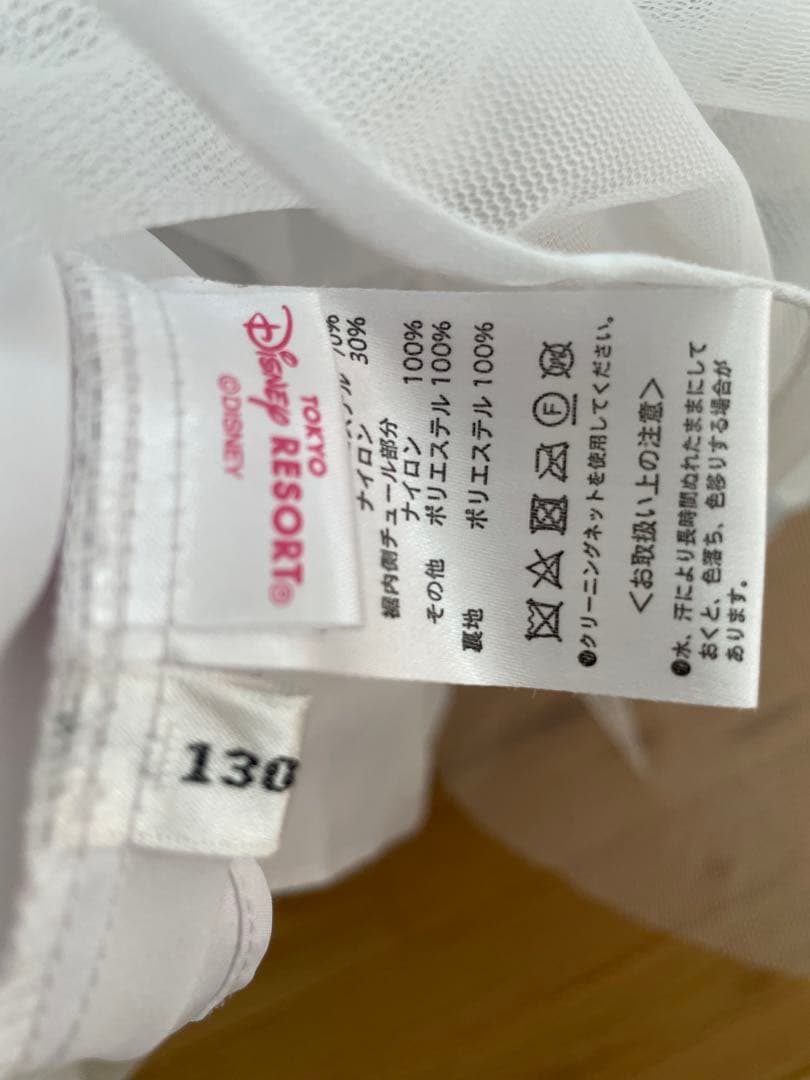 TOKYO
DISNEY RESORT®
©DISNEY
70%
ナイロン 30%
裾内側チュール部分
ナイロン 100%
その他 ポリエステル 100%
裏地 ポリエステル 100%
F
●クリーニングネットを使用してください。
<お取扱い上の注意>
●水、汗により長時間ぬれたままにして
おくと、色落ち、色移りする場合が
あります。
130